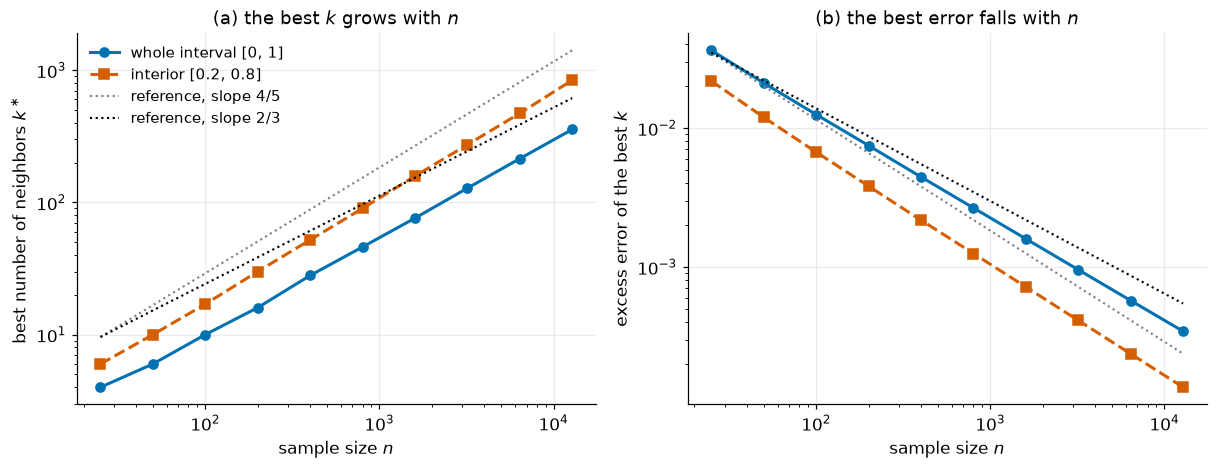 (a) the best k grows with n
best number of neighbors k*
10³
10²
10¹
whole interval [0, 1]
interior [0.2, 0.8]
reference, slope 4/5
reference, slope 2/3
10² 10³ 10⁴
sample size n
(b) the best error falls with n
excess error of the best k
10⁻²
10⁻³
10² 10³ 10⁴
sample size n